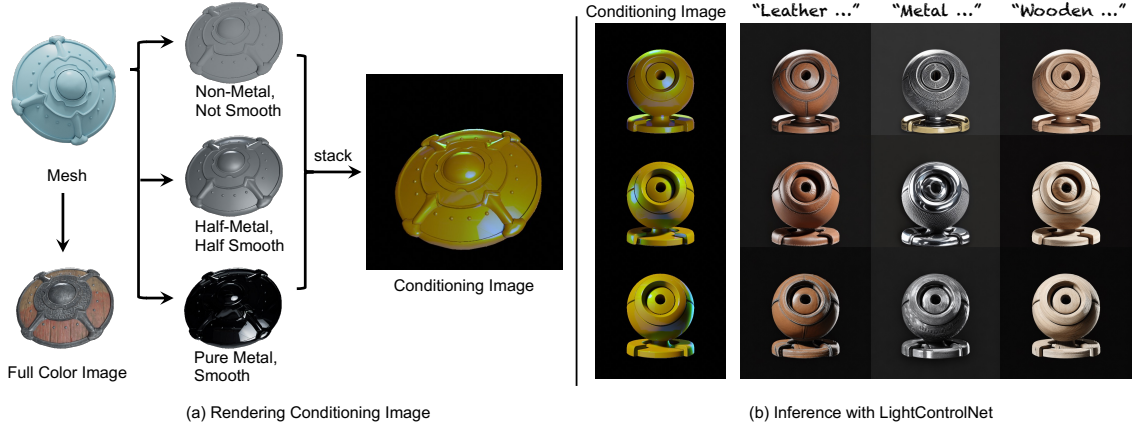 Mesh
Full Color Image
Non-Metal,
Not Smooth
Half-Metal,
Half Smooth
Pure Metal,
Smooth
stack
Conditioning Image
(a) Rendering Conditioning Image
Conditioning Image
"Leather ..."
"Metal ..."
"Wooden ..."
(b) Inference with LightControlNet